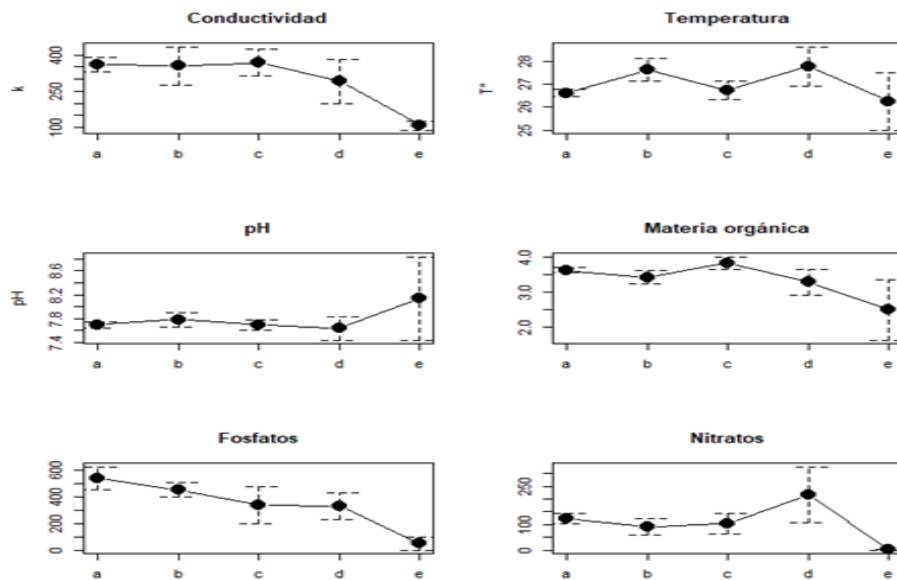 Conductividad
k
400
250
100
a b c d e
Temperatura
T*
28
27
26
25
a b c d e
pH
pH
8.6
8.2
7.8
7.4
a b c d e
Materia orgánica
4.0
3.0
2.0
a b c d e
Fosfatos
600
400
200
0
a b c d e
Nitratos
250
100
0
a b c d e